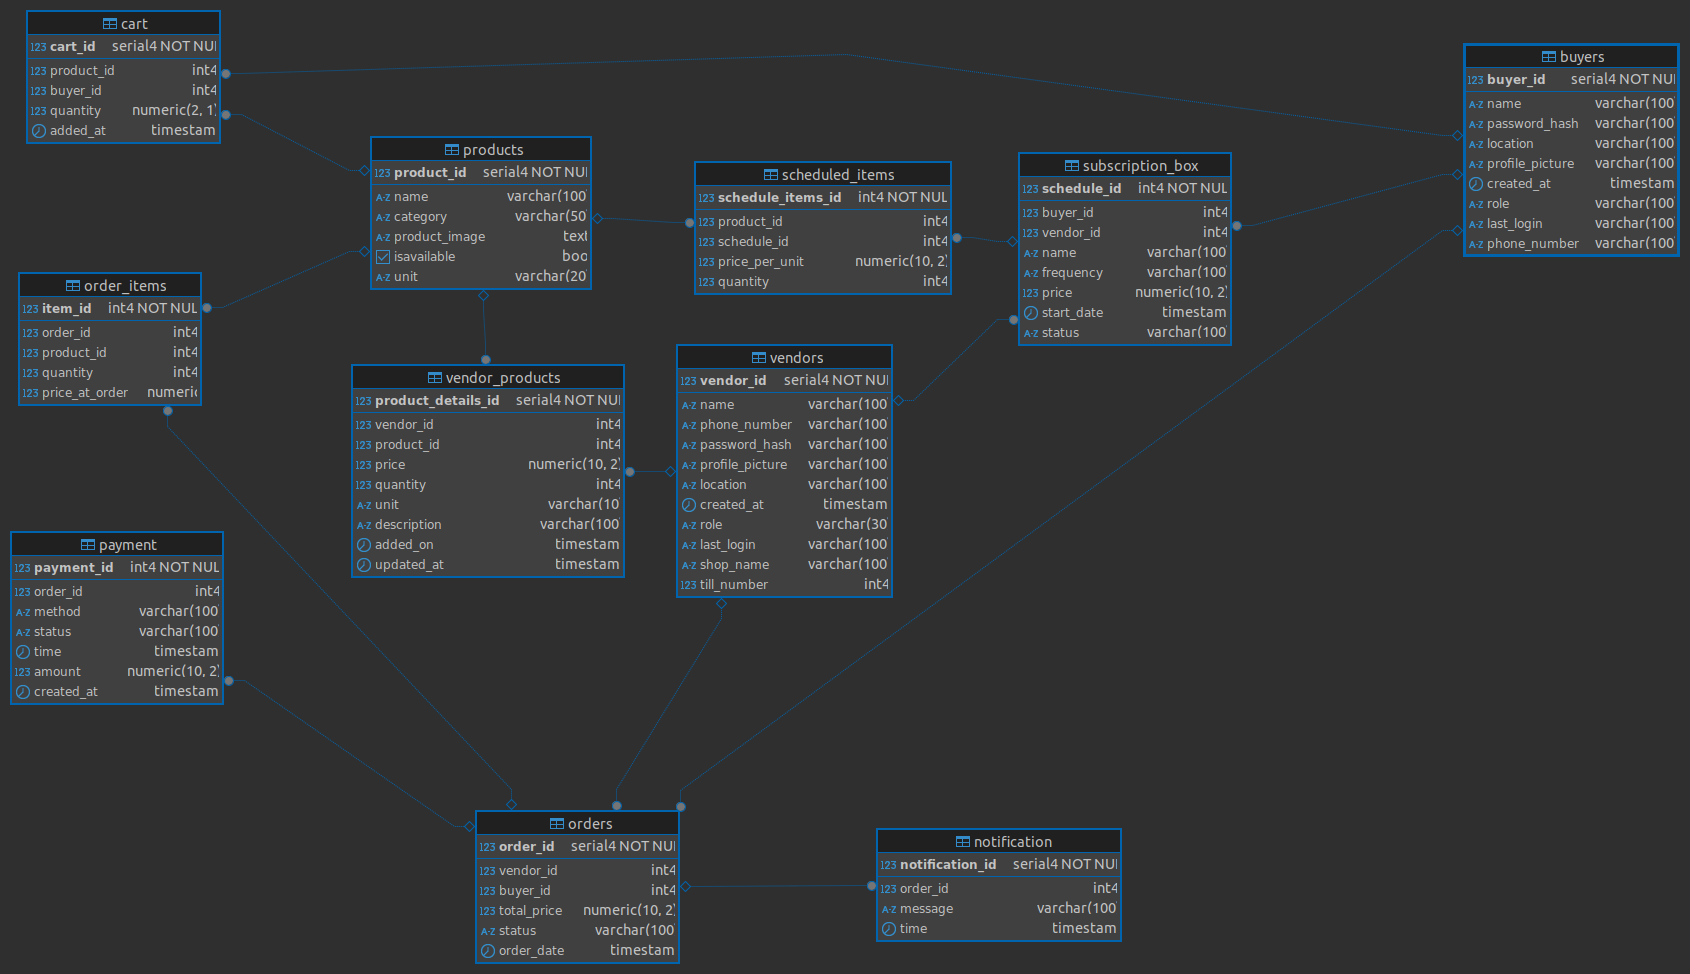 cart
123 cart_id serial4 NOT NUL
123 product_id int4
123 buyer_id int4
123 quantity numeric(2, 1)
added_at timestam
buyers
123 buyer_id serial4 NOT NUL
A-Z name varchar(100
A-Z password_hash varchar(100
A-Z location varchar(100
A-Z profile_picture varchar(100
created_at timestam
A-Z role varchar(100
A-Z last_login varchar(100
A-Z phone_number varchar(100
products
123 product_id serial4 NOT NUL
A-Z name varchar(100
A-Z category varchar(50
A-Z product_image text
isavailable boo
A-Z unit varchar(20
scheduled_items
123 schedule_items_id int4 NOT NUL
123 product_id int4
123 schedule_id int4
123 price_per_unit numeric(10, 2)
123 quantity int4
subscription_box
123 schedule_id int4 NOT NUL
123 buyer_id int4
123 vendor_id int4
A-Z name varchar(100
A-Z frequency varchar(100
123 price numeric(10, 2)
start_date timestam
A-Z status varchar(100
order_items
123 item_id int4 NOT NUL
123 order_id int4
123 product_id int4
123 quantity int4
123 price_at_order numeric
vendor_products
123 product_details_id serial4 NOT NUL
123 vendor_id int4
123 product_id int4
123 price numeric(10, 2)
123 quantity int4
A-Z unit varchar(10
A-Z description varchar(100
added_on timestam
updated_at timestam
vendors
123 vendor_id serial4 NOT NUL
A-Z name varchar(100
A-Z phone_number varchar(100
A-Z password_hash varchar(100
A-Z profile_picture varchar(100
A-Z location varchar(100
created_at timestam
A-Z role varchar(30
A-Z last_login varchar(100
A-Z shop_name varchar(100
123 till_number int4
payment
123 payment_id int4 NOT NUL
123 order_id int4
A-Z method varchar(100
A-Z status varchar(100
time timestam
123 amount numeric(10, 2)
created_at timestam
orders
123 order_id serial4 NOT NUL
123 vendor_id int4
123 buyer_id int4
123 total_price numeric(10, 2)
A-Z status varchar(100
order_date timestam
notification
123 notification_id serial4 NOT NUL
123 order_id int4
A-Z message varchar(100
time timestam